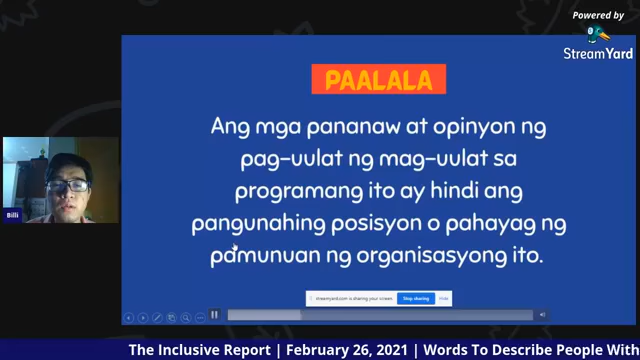 Powered by
StreamYard
PAALALA
Ang mga pananaw at opinyon ng
pag-uulat ng mag-uulat sa
programang ito ay hindi ang
pangunahing posisyon o pahayag ng
pamunuan ng organisasyong ito.
Billi
streamyard.com is sharing your screen.
Stop sharing
Hide
The Inclusive Report | February 26, 2021 | Words To Describe People With